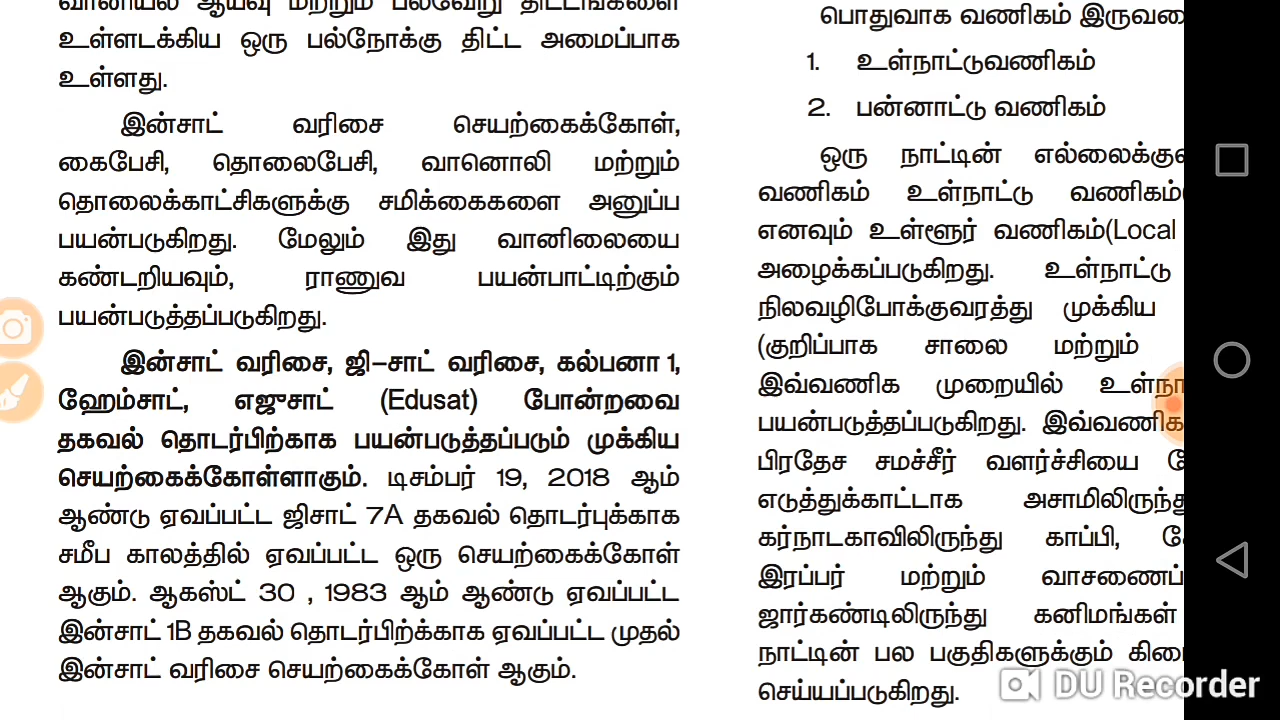 வானியல் ஆய்வு மற்றும் பல்வேறு திட்டங்களை
உள்ளடக்கிய ஒரு பல்நோக்கு திட்ட அமைப்பாக
உள்ளது.
இன்சாட் வரிசை செயற்கைக்கோள்,
கைபேசி, தொலைபேசி, வானொலி மற்றும்
தொலைக்காட்சிகளுக்கு சமிக்கைகளை அனுப்ப
பயன்படுகிறது. மேலும் இது வானிலையை
கண்டறியவும், ராணுவ பயன்பாட்டிற்கும்
பயன்படுத்தப்படுகிறது.
இன்சாட் வரிசை, ஜி–சாட் வரிசை, கல்பனா 1,
ஹேம்சாட், எஜுசாட் (Edusat) போன்றவை
தகவல் தொடர்பிற்காக பயன்படுத்தப்படும் முக்கிய
செயற்கைக்கோள்ளாகும். டிசம்பர் 19, 2018 ஆம்
ஆண்டு ஏவப்பட்ட ஜிசாட் 7A தகவல் தொடர்புக்காக
சமீப காலத்தில் ஏவப்பட்ட ஒரு செயற்கைக்கோள்
ஆகும். ஆகஸ்ட் 30 , 1983 ஆம் ஆண்டு ஏவப்பட்ட
இன்சாட் 1B தகவல் தொடர்பிற்க்காக ஏவப்பட்ட முதல்
இன்சாட் வரிசை செயற்கைக்கோள் ஆகும்.
பொதுவாக வணிகம்
1. உள்நாட்டுவணிகம்
2. பன்னாட்டு வணிகம்
ஒரு நாட்டின்
வணிகம் உள்நாட்டு வணிகம்(
எனவும் உள்ளூர் வணிகம்(Local
அழைக்கப்படுகிறது. உள்நாட்டு
நிலவழிபோக்குவரத்து முக்கிய
(குறிப்பாக சாலை மற்றும்
இவ்வணிக முறையில்
பயன்படுத்தப்படுகிறது.
பிரதேச சமச்சீர் வளர்ச்சியை
எடுத்துக்காட்டாக
கர்நாடகாவிலிருந்து காப்பி,
இரப்பர் மற்றும்
ஜார்கண்டிலிருந்து கனிமங்கள்
நாட்டின் பல பகுதிகளுக்கும்
செய்யப்படுகிறது.
DU Recorder